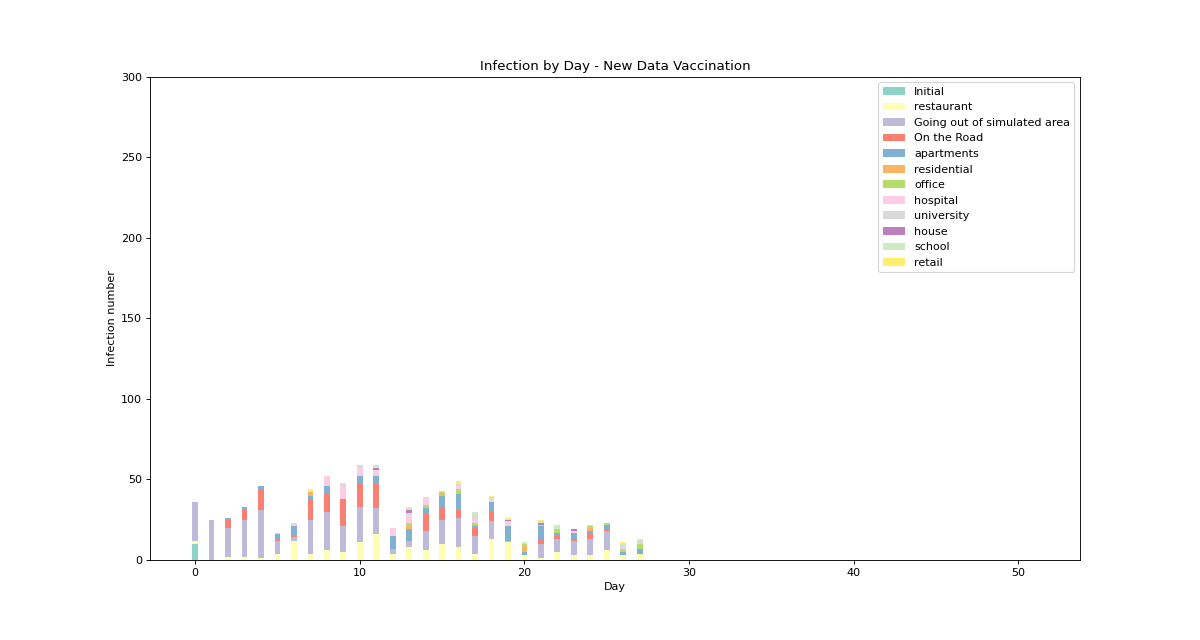 Infection by Day - New Data Vaccination
300
250
200
150
100
50
0
Infection number
0 10 20 30 40 50
Day
Initial
restaurant
Going out of simulated area
On the Road
apartments
residential
office
hospital
university
house
school
retail